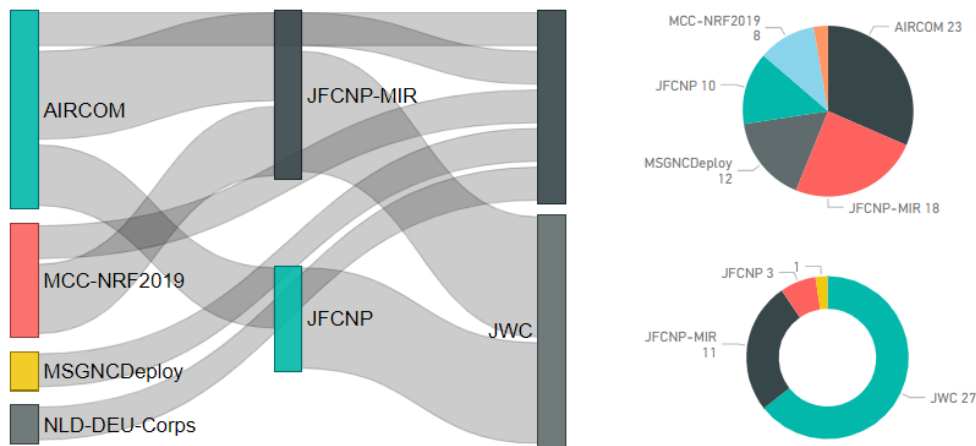 AIRCOM
MCC-NRF2019
MSGNCDeploy
NLD-DEU-Corps
JFCNP-MIR
JFCNP
JWC
MCC-NRF2019
8
AIRCOM 23
JFCNP 10
MSGNCDeploy
12
JFCNP-MIR 18
JFCNP 3
1
JFCNP-MIR
11
JWC 27